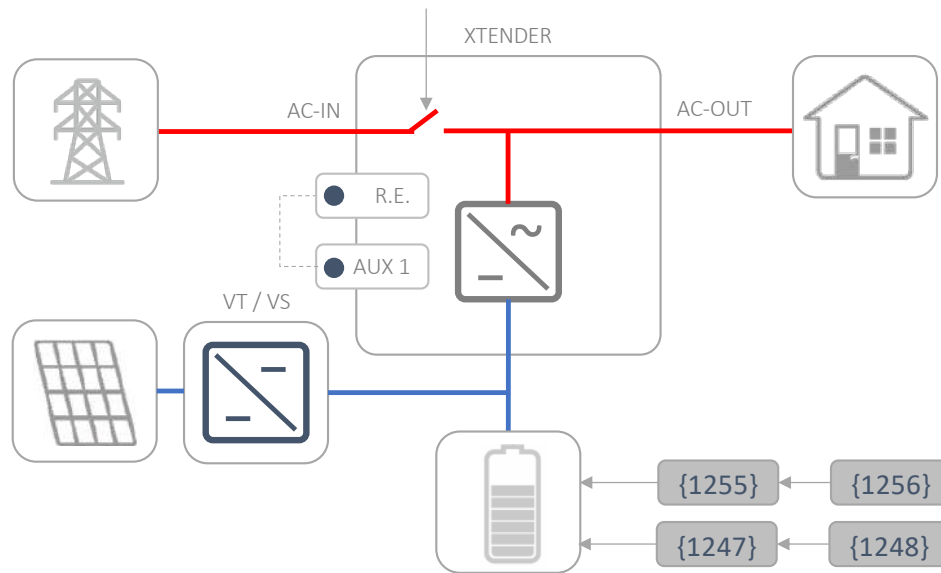 XTENDER
AC-IN
AC-OUT
R.E.
AUX 1
VT / VS
{1255}
{1256}
{1247}
{1248}